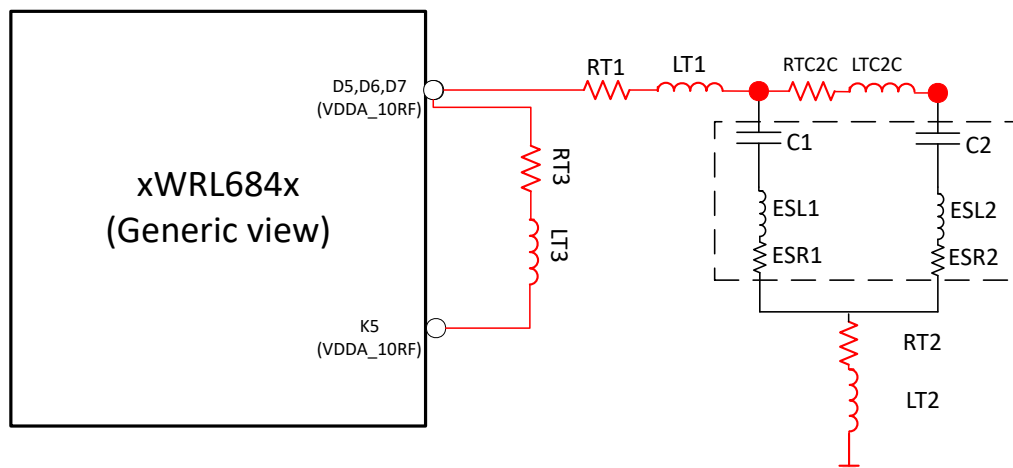 D5,D6,D7
(VDDA_10RF)
xWRL684x
(Generic view)
K5
(VDDA_10RF)
RT3
LT3
RT1
LT1
RTC2C
LTC2C
C1
C2
ESL1
ESL2
ESR1
ESR2
RT2
LT2